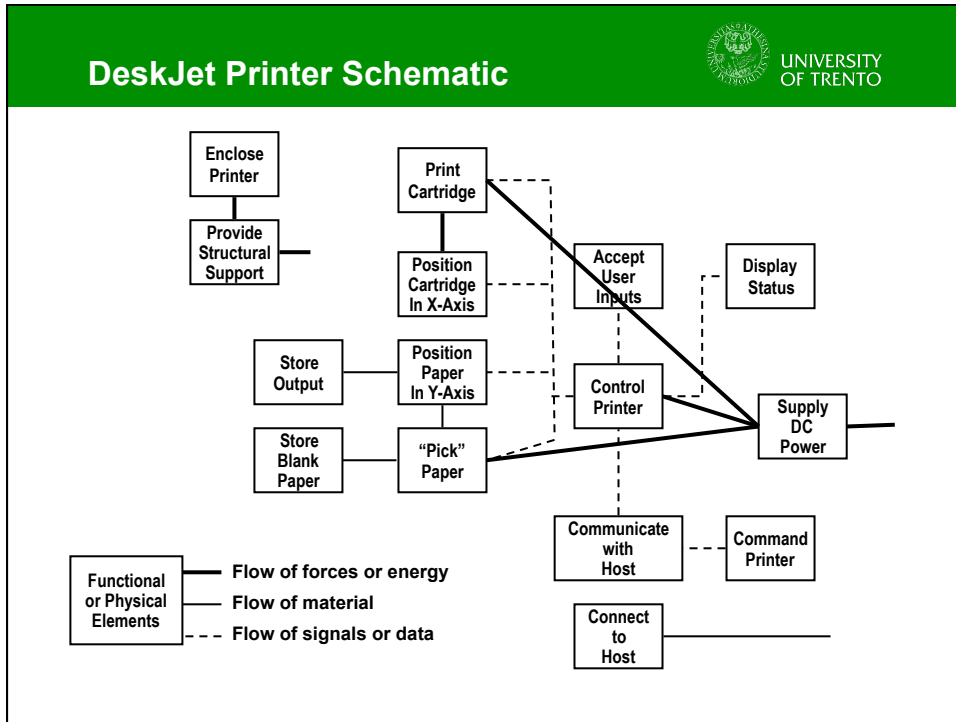 DeskJet Printer Schematic
UNIVERSITY
OF TRENTO
Enclose
Printer
Provide
Structural
Support
Print
Cartridge
Position
Cartridge
In X-Axis
Accept
User
Inputs
Display
Status
Store
Output
Position
Paper
In Y-Axis
Control
Printer
Supply
DC
Power
Store
Blank
Paper
“Pick”
Paper
Communicate
with
Host
Command
Printer
Functional
or Physical
Elements
Flow of forces or energy
Flow of material
Flow of signals or data
Connect
to
Host